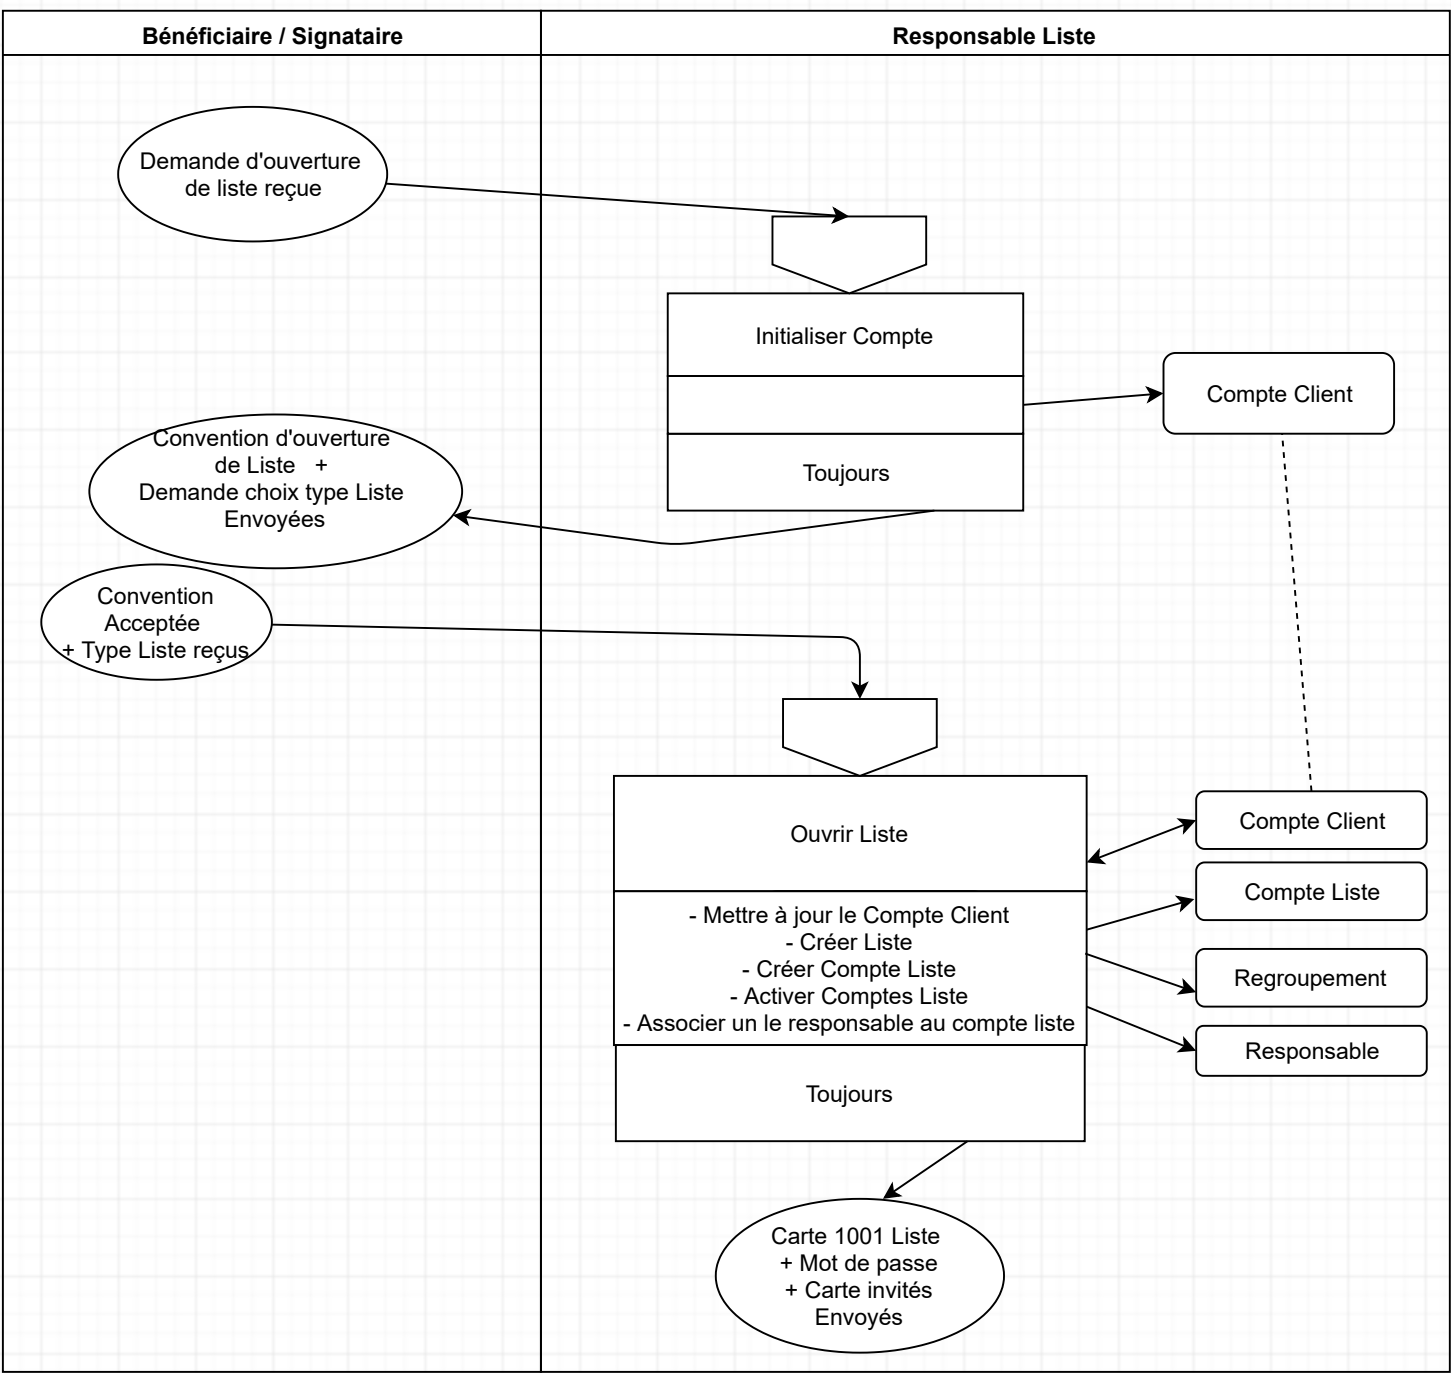 Bénéficiaire / Signataire
Responsable Liste
Demande d'ouverture
de liste reçue
Initialiser Compte
Compte Client
Toujours
Convention d'ouverture
de Liste +
Demande choix type Liste
Envoyées
Convention
Acceptée
+ Type Liste reçus
Ouvrir Liste
- Mettre à jour le Compte Client
- Créer Liste
- Créer Compte Liste
- Activer Comptes Liste
- Associer un le responsable au compte liste
Toujours
Compte Client
Compte Liste
Regroupement
Responsable
Carte 1001 Liste
+ Mot de passe
+ Carte invités
Envoyés